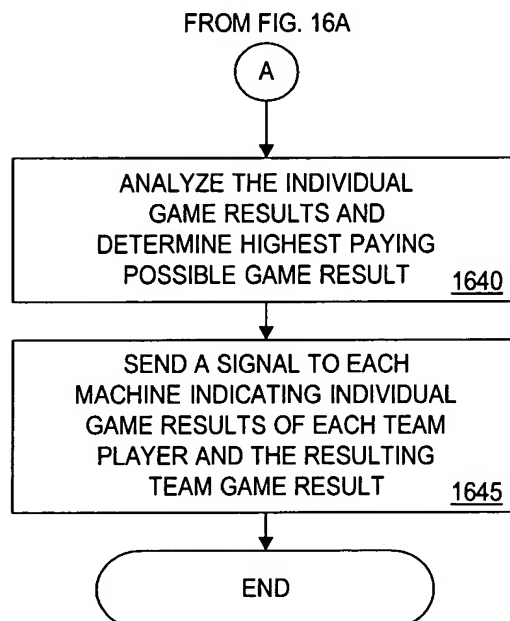 FROM FIG. 16A
A
ANALYZE THE INDIVIDUAL
GAME RESULTS AND
DETERMINE HIGHEST PAYING
POSSIBLE GAME RESULT
1640
SEND A SIGNAL TO EACH
MACHINE INDICATING INDIVIDUAL
GAME RESULTS OF EACH TEAM
PLAYER AND THE RESULTING
TEAM GAME RESULT
1645
END